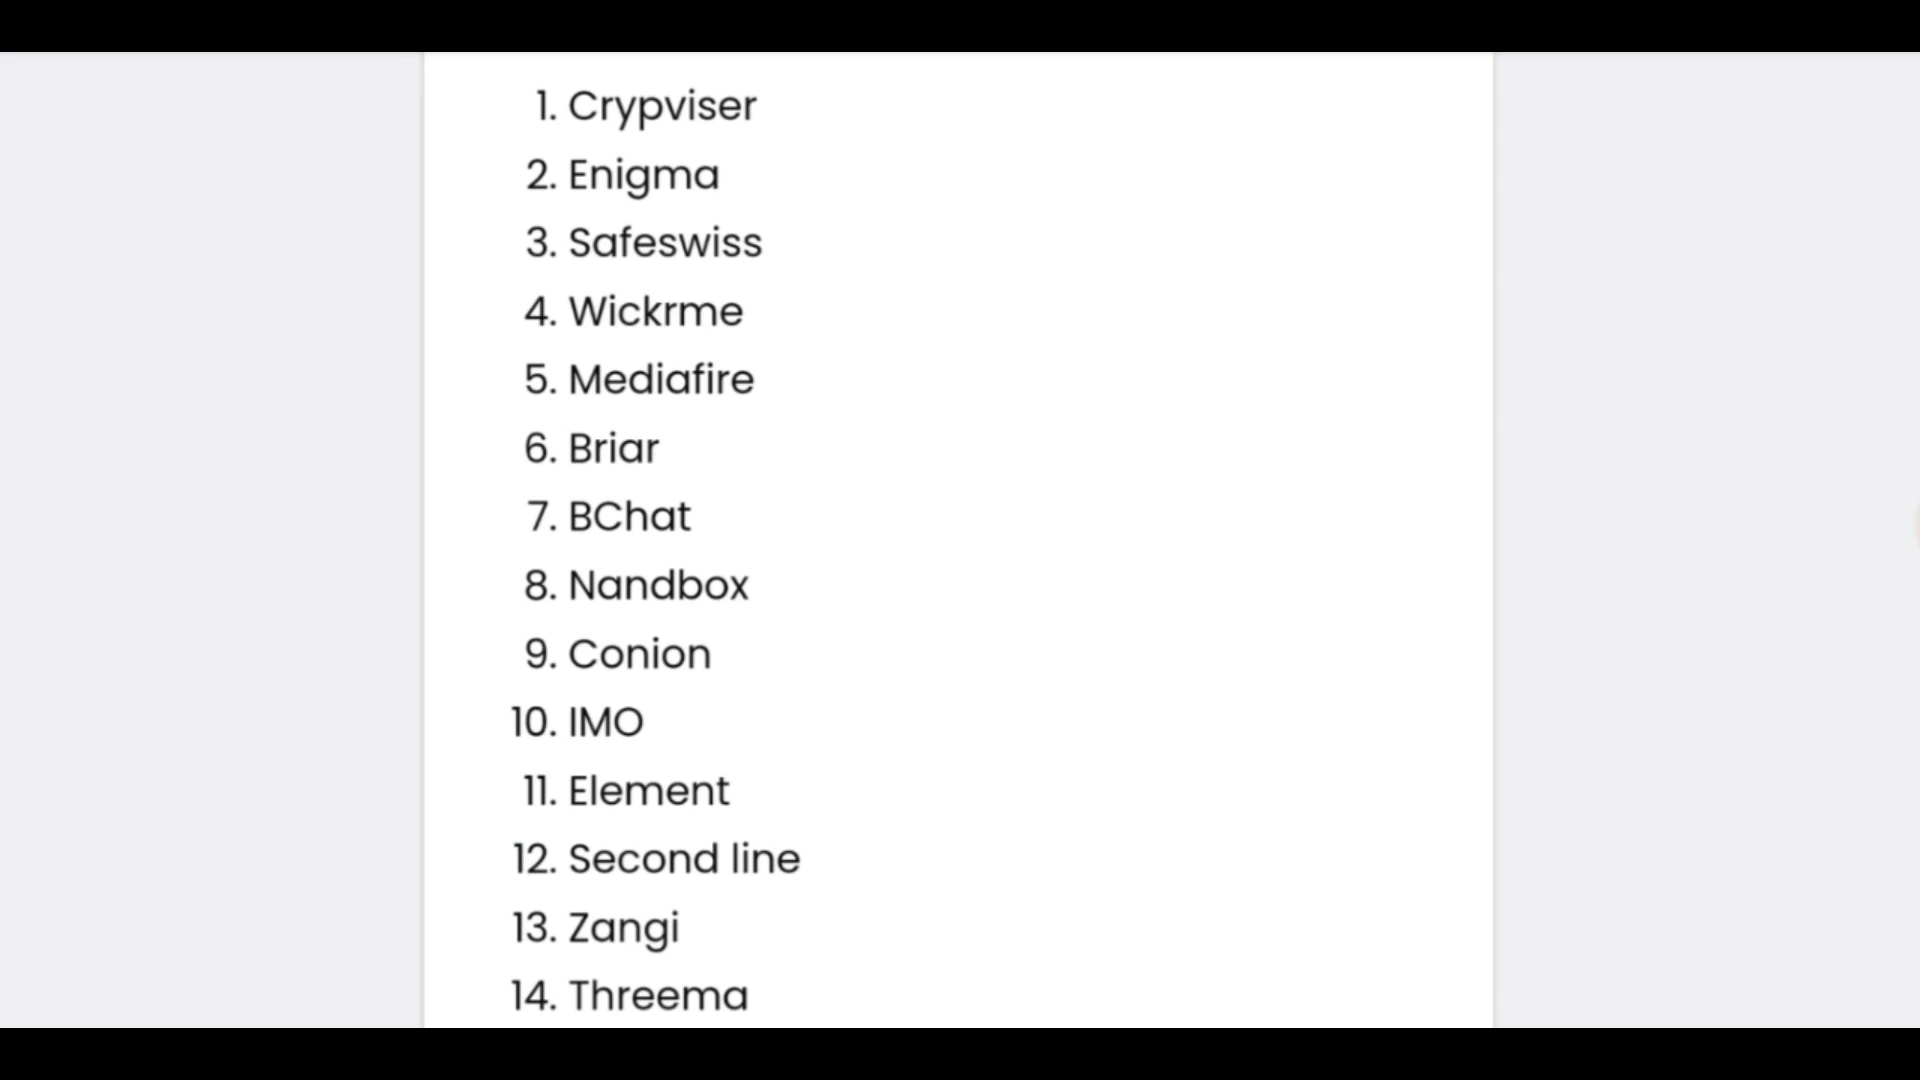 1. Crypviser
2. Enigma
3. Safeswiss
4. Wickrme
5. Mediafire
6. Briar
7. BChat
8. Nandbox
9. Conion
10. IMO
11. Element
12. Second line
13. Zangi
14. Threema